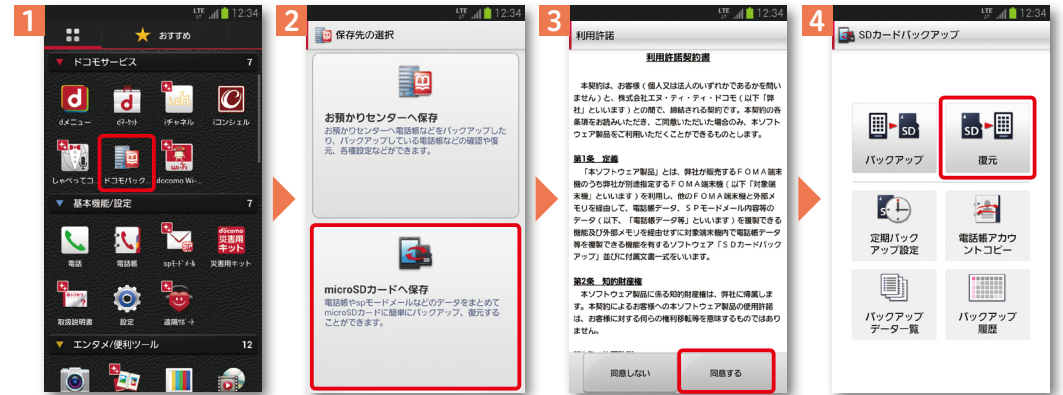 1
LTE 12:34
おすすめ
▼ ドコモサービス 7
dメニュー
dマーケット
iチャネル
iコンシェル
しゃべってコ…
ドコモバック…
docomo Wi-…
▼ 基本機能/設定 7
電話
電話帳
spモードメール
災害用キット
docomo
災害用
キット
取扱説明書
設定
遠隔サポート
▼ エンタメ/便利ツール 12
2
LTE 12:34
保存先の選択
お預かりセンターへ保存
お預かりセンターへ電話帳などをバックアップした
り、バックアップしている電話帳などの確認や復
元、各種設定などができます。
microSDカードへ保存
電話帳やspモードメールなどのデータをまとめて
microSDカードに簡単にバックアップ、復元する
ことができます。
3
LTE 12:34
利用許諾
利用許諾契約書
本契約は、お客様(個人又は法人のいずれかであるかを問い
ません)と、株式会社エヌ・ティ・ティ・ドコモ(以下「弊
社」といいます)との間で、締結される契約です。本契約の各
条項をお読みいただき、ご同意いただいた場合のみ、本ソフト
ウェア製品をご利用いただくことができるものとします。
第1条 定義
「本ソフトウェア製品」とは、弊社が販売するFOMA端末
機のうち弊社が別途指定するFOMA端末機(以下「対象端
末機」といいます)を利用し、他のFOMA端末機と外部メ
モリを経由して、電話帳データ、SPモードメール内容等の
データ(以下、「電話帳データ等」といいます)を複製できる
機能及び外部メモリを経由せずに対象端末機内で電話帳データ
等を複製できる機能を有するソフトウェア「SDカードバック
アップ」並びに付属文書一式をいいます。
第2条 知的財産権
本ソフトウェア製品に係る知的財産権は、弊社に帰属しま
す。本契約によるお客様への本ソフトウェア製品の使用許諾
は、お客様に対する何らの権利移転等を意味するものではあり
ません。
同意しない
同意する
4
LTE 12:34
SDカードバックアップ
SD
バックアップ
SD
復元
定期バック
アップ設定
電話帳アカウ
ントコピー
バックアップ
データ一覧
バックアップ
履歴